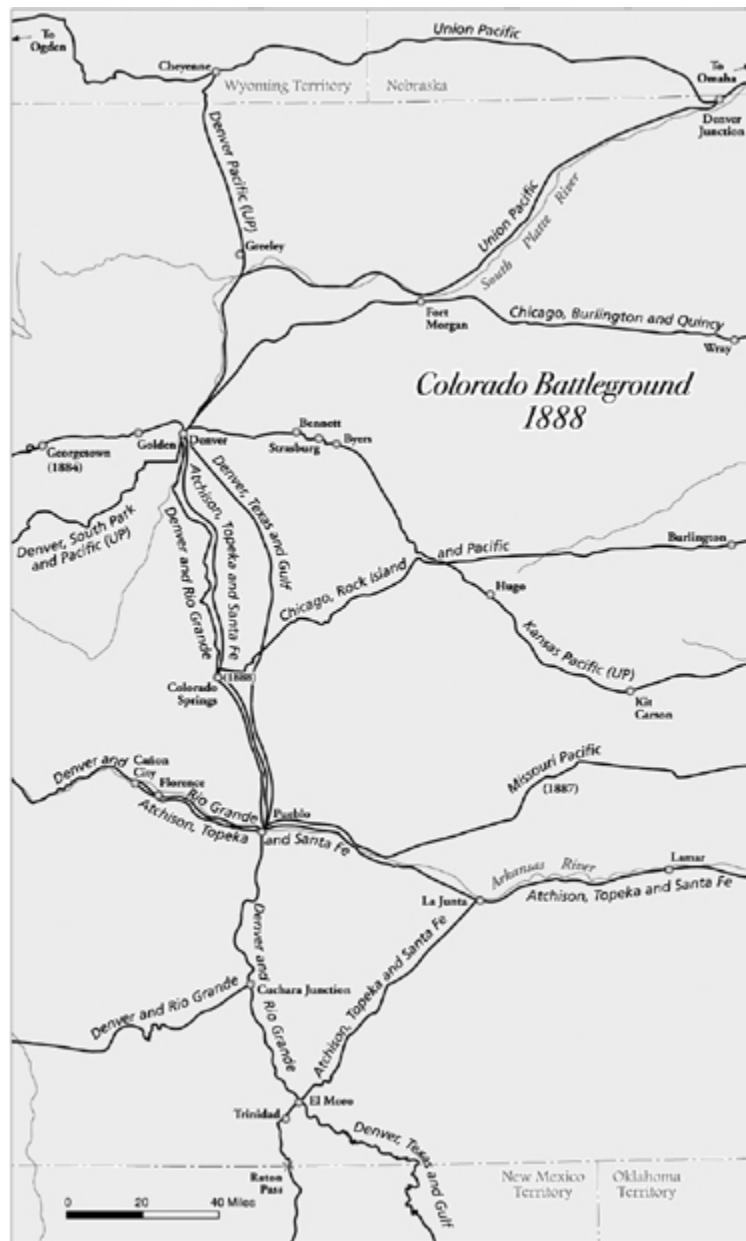 To
Ogden
Union Pacific
Cheyenne
To
Omaha
Wyoming Territory
Nebraska
Denver
Junction
Denver Pacific (UP)
Union Pacific
South Platte River
Greeley
Fort
Morgan
Chicago, Burlington and Quincy
Wray
Colorado Battleground
1888
Georgetown
(1884)
Golden
Denver
Bennett
Strasburg
Byers
Denver, South Park
and Pacific (UP)
Denver and Rio Grande
Atchison, Topeka and Santa Fe
Denver, Texas and Gulf
Chicago, Rock Island
and Pacific
Burlington
Hugo
Kansas Pacific (UP)
Kit
Carson
Colorado
Springs
(1888)
Missouri Pacific
(1887)
Denver and
Rio Grande
Cañon
City
Florence
Pueblo
Atchison, Topeka
and Santa Fe
Arkansas River
Lamar
La Junta
Atchison, Topeka and Santa Fe
Denver and
Rio Grande
Atchison, Topeka and Santa Fe
Denver and Rio Grande
Cuchara Junction
El Moro
Trinidad
Denver, Texas and Gulf
Raton
Pass
New Mexico
Territory
Oklahoma
Territory
0 20 40 Miles